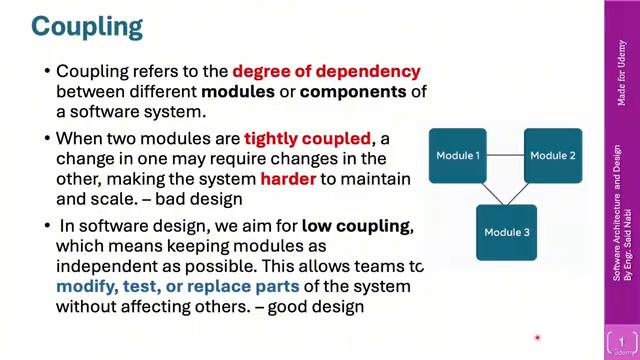 Coupling
• Coupling refers to the degree of dependency
between different modules or components of
a software system.
• When two modules are tightly coupled, a
change in one may require changes in the
other, making the system harder to maintain
and scale. – bad design
• In software design, we aim for low coupling,
which means keeping modules as
independent as possible. This allows teams to
modify, test, or replace parts of the system
without affecting others. – good design
Module 1
Module 2
Module 3
Made for Udemy
Software Architecture and Design
By Engr. Said Nabi
1
Udemy